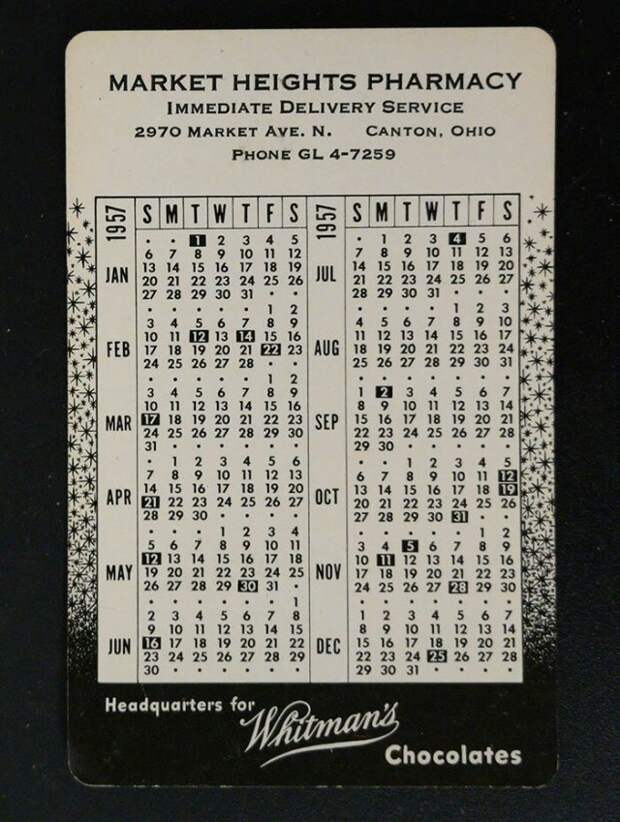 MARKET HEIGHTS PHARMACY
IMMEDIATE DELIVERY SERVICE
2970 MARKET AVE. N. CANTON, OHIO
PHONE GL 4-7259
1957 S M T W T F S
JAN
· · 1 2 3 4 5
6 7 8 9 10 11 12
13 14 15 16 17 18 19
20 21 22 23 24 25 26
27 28 29 30 31 · ·
FEB
· · · · · 1 2
3 4 5 6 7 8 9
10 11 12 13 14 15 16
17 18 19 20 21 22 23
24 25 26 27 28 · ·
MAR
· · · · · 1 2
3 4 5 6 7 8 9
10 11 12 13 14 15 16
17 18 19 20 21 22 23
24 25 26 27 28 29 30
31 · · · · · ·
APR
· 1 2 3 4 5 6
7 8 9 10 11 12 13
14 15 16 17 18 19 20
21 22 23 24 25 26 27
28 29 30 · · · ·
MAY
· · · 1 2 3 4
5 6 7 8 9 10 11
12 13 14 15 16 17 18
19 20 21 22 23 24 25
26 27 28 29 30 31 ·
JUN
· · · · · · 1
2 3 4 5 6 7 8
9 10 11 12 13 14 15
16 17 18 19 20 21 22
23 24 25 26 27 28 29
30 · · · · · ·
1957 S M T W T F S
JUL
· 1 2 3 4 5 6
7 8 9 10 11 12 13
14 15 16 17 18 19 20
21 22 23 24 25 26 27
28 29 30 31 · · ·
AUG
· · · · 1 2 3
4 5 6 7 8 9 10
11 12 13 14 15 16 17
18 19 20 21 22 23 24
25 26 27 28 29 30 31
SEP
1 2 3 4 5 6 7
8 9 10 11 12 13 14
15 16 17 18 19 20 21
22 23 24 25 26 27 28
29 30 · · · · ·
OCT
· · 1 2 3 4 5
6 7 8 9 10 11 12
13 14 15 16 17 18 19
20 21 22 23 24 25 26
27 28 29 30 31 · ·
NOV
· · · · · 1 2
3 4 5 6 7 8 9
10 11 12 13 14 15 16
17 18 19 20 21 22 23
24 25 26 27 28 29 30
DEC
1 2 3 4 5 6 7
8 9 10 11 12 13 14
15 16 17 18 19 20 21
22 23 24 25 26 27 28
29 30 31 · · · ·
Headquarters for
Whitman's
Chocolates